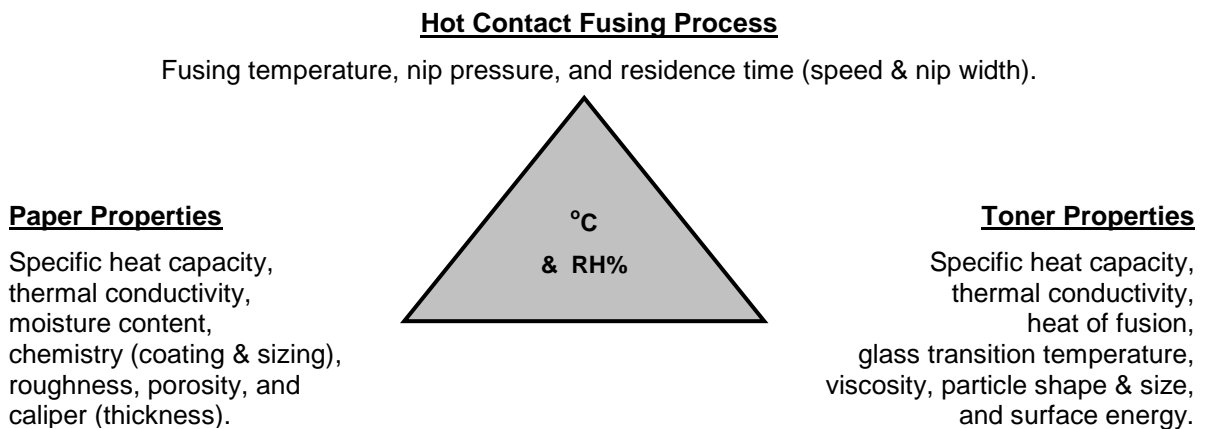 Hot Contact Fusing Process
Fusing temperature, nip pressure, and residence time (speed & nip width).
Paper Properties
Specific heat capacity,
thermal conductivity,
moisture content,
chemistry (coating & sizing),
roughness, porosity, and
caliper (thickness).
°C
& RH%
Toner Properties
Specific heat capacity,
thermal conductivity,
heat of fusion,
glass transition temperature,
viscosity, particle shape & size,
and surface energy.